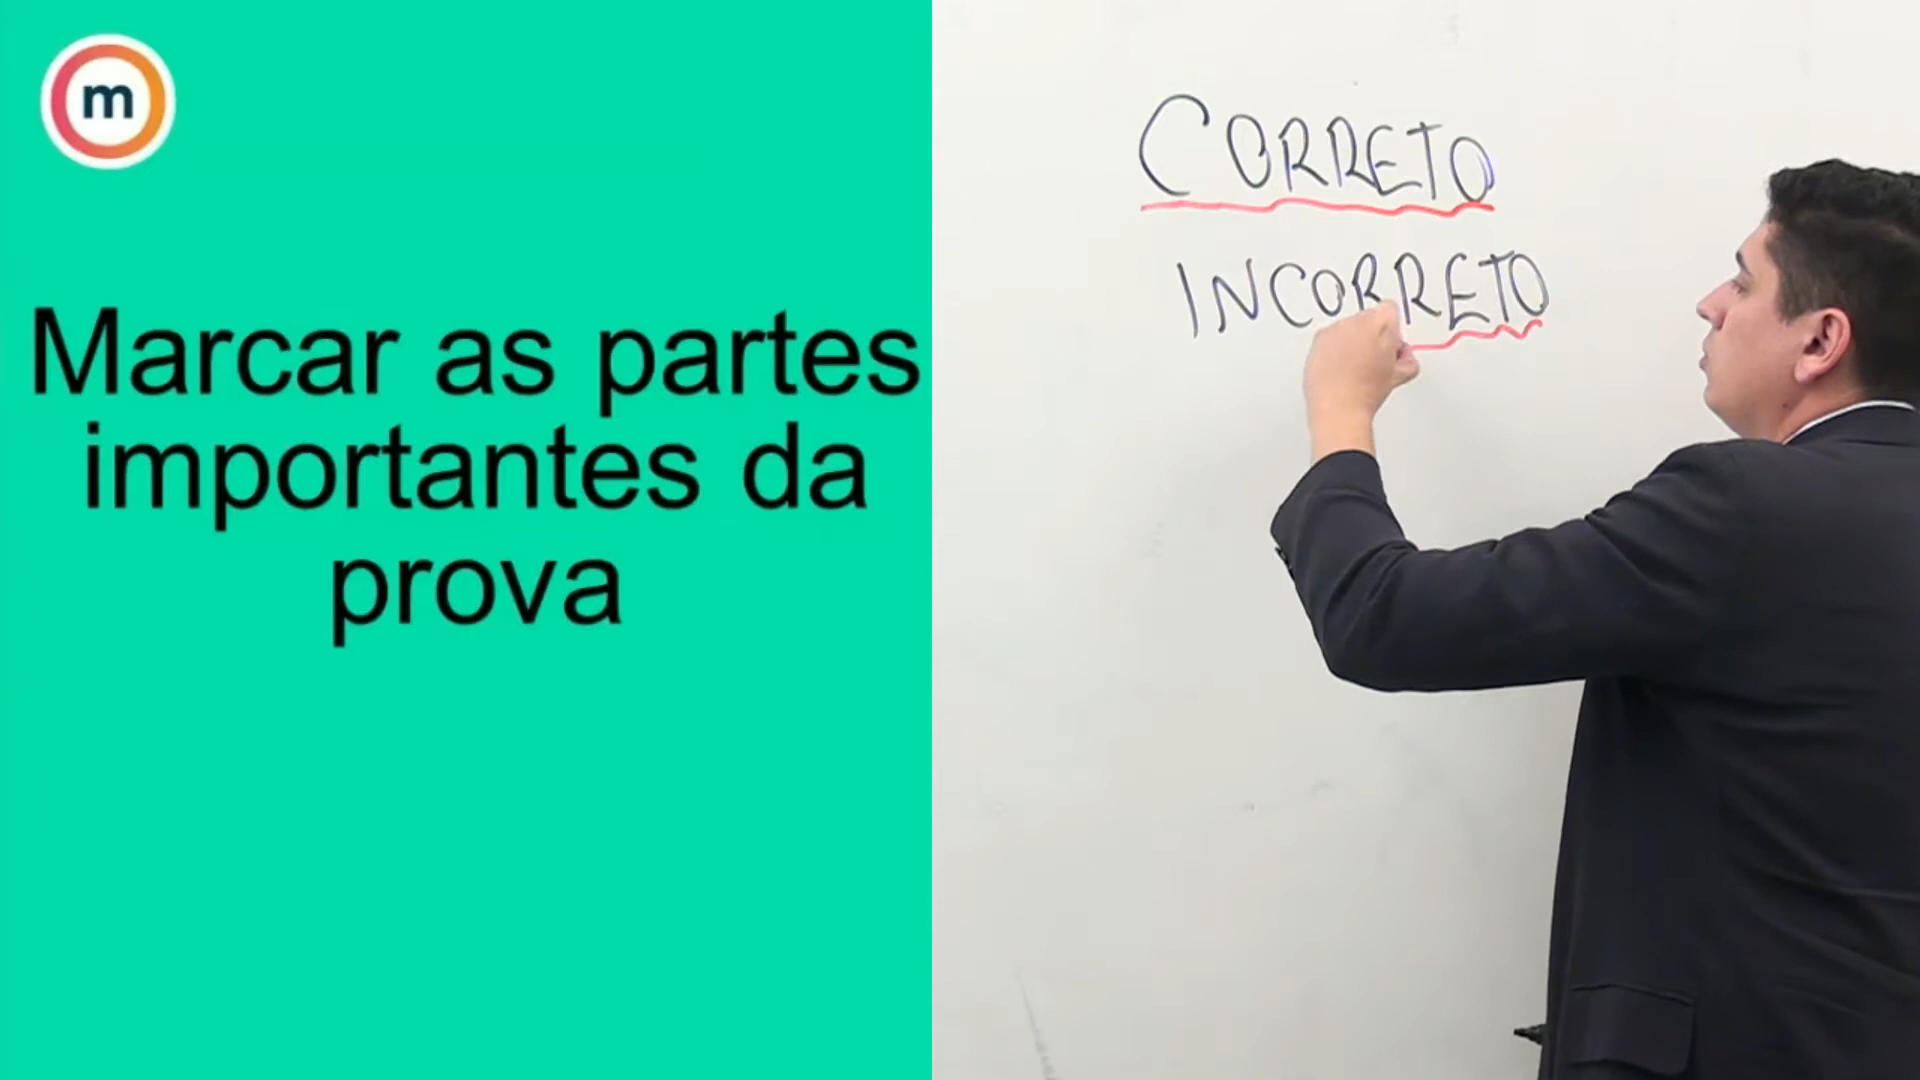 m
Marcar as partes
importantes da
prova
CORRETO
INCORRETO